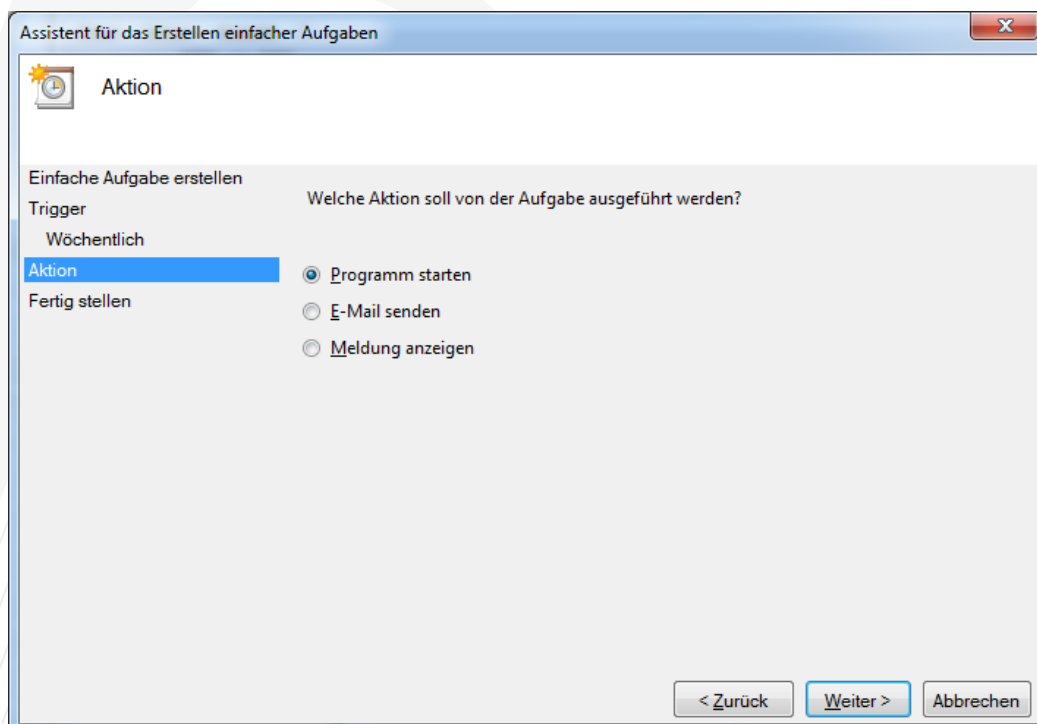 Assistent für das Erstellen einfacher Aufgaben
Aktion
Einfache Aufgabe erstellen
Trigger
Wöchentlich
Aktion
Fertig stellen
Welche Aktion soll von der Aufgabe ausgeführt werden?
Programm starten
E-Mail senden
Meldung anzeigen
< Zurück
Weiter >
Abbrechen